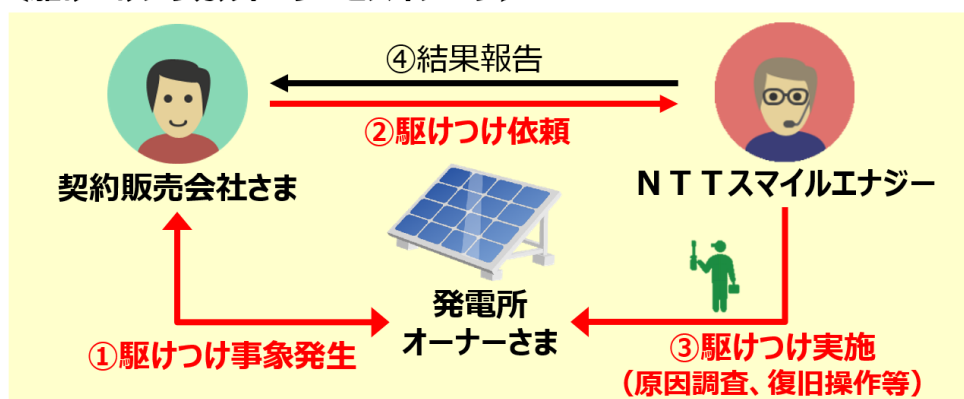 ④結果報告
②駆けつけ依頼
契約販売会社さま
ＮＴＴスマイルエナジー
発電所
オーナーさま
①駆けつけ事象発生
③駆けつけ実施
（原因調査、復旧操作等）